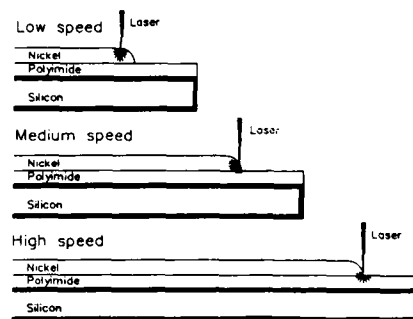 Low speed
Laser
Nickel
Polyimide
Silicon
Medium speed
Laser
Nickel
Polyimide
Silicon
High speed
Laser
Nickel
Polyimide
Silicon